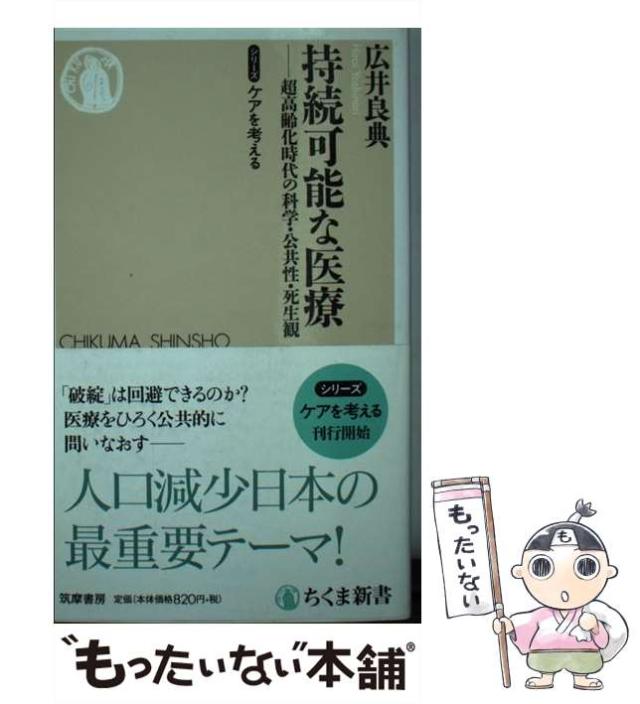 広井良典
Hiroi Yoshinori
持続可能な医療
──超高齢化時代の科学・公共性・死生観
シリーズ ケアを考える
CHIKUMA SHINSHO
「破綻」は回避できるのか?
医療をひろく公共的に
問いなおす──
シリーズ
ケアを考える
刊行開始
人口減少日本の
最重要テーマ!
筑摩書房 定価(本体価格820円+税)
ちくま新書
"もったいない"本舗®
もったいない
も